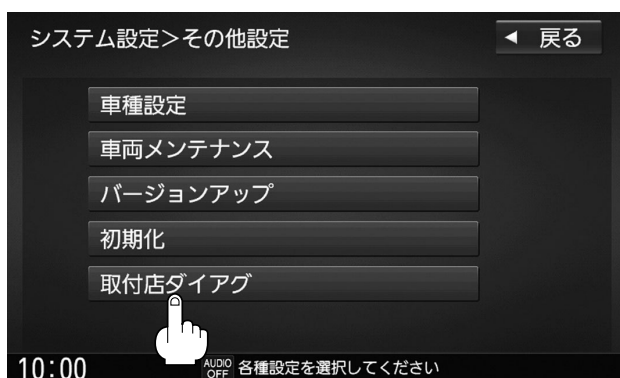 システム設定＞その他設定
◀ 戻る
車種設定
車両メンテナンス
バージョンアップ
初期化
取付店ダイアグ
10:00 AUDIO OFF 各種設定を選択してください